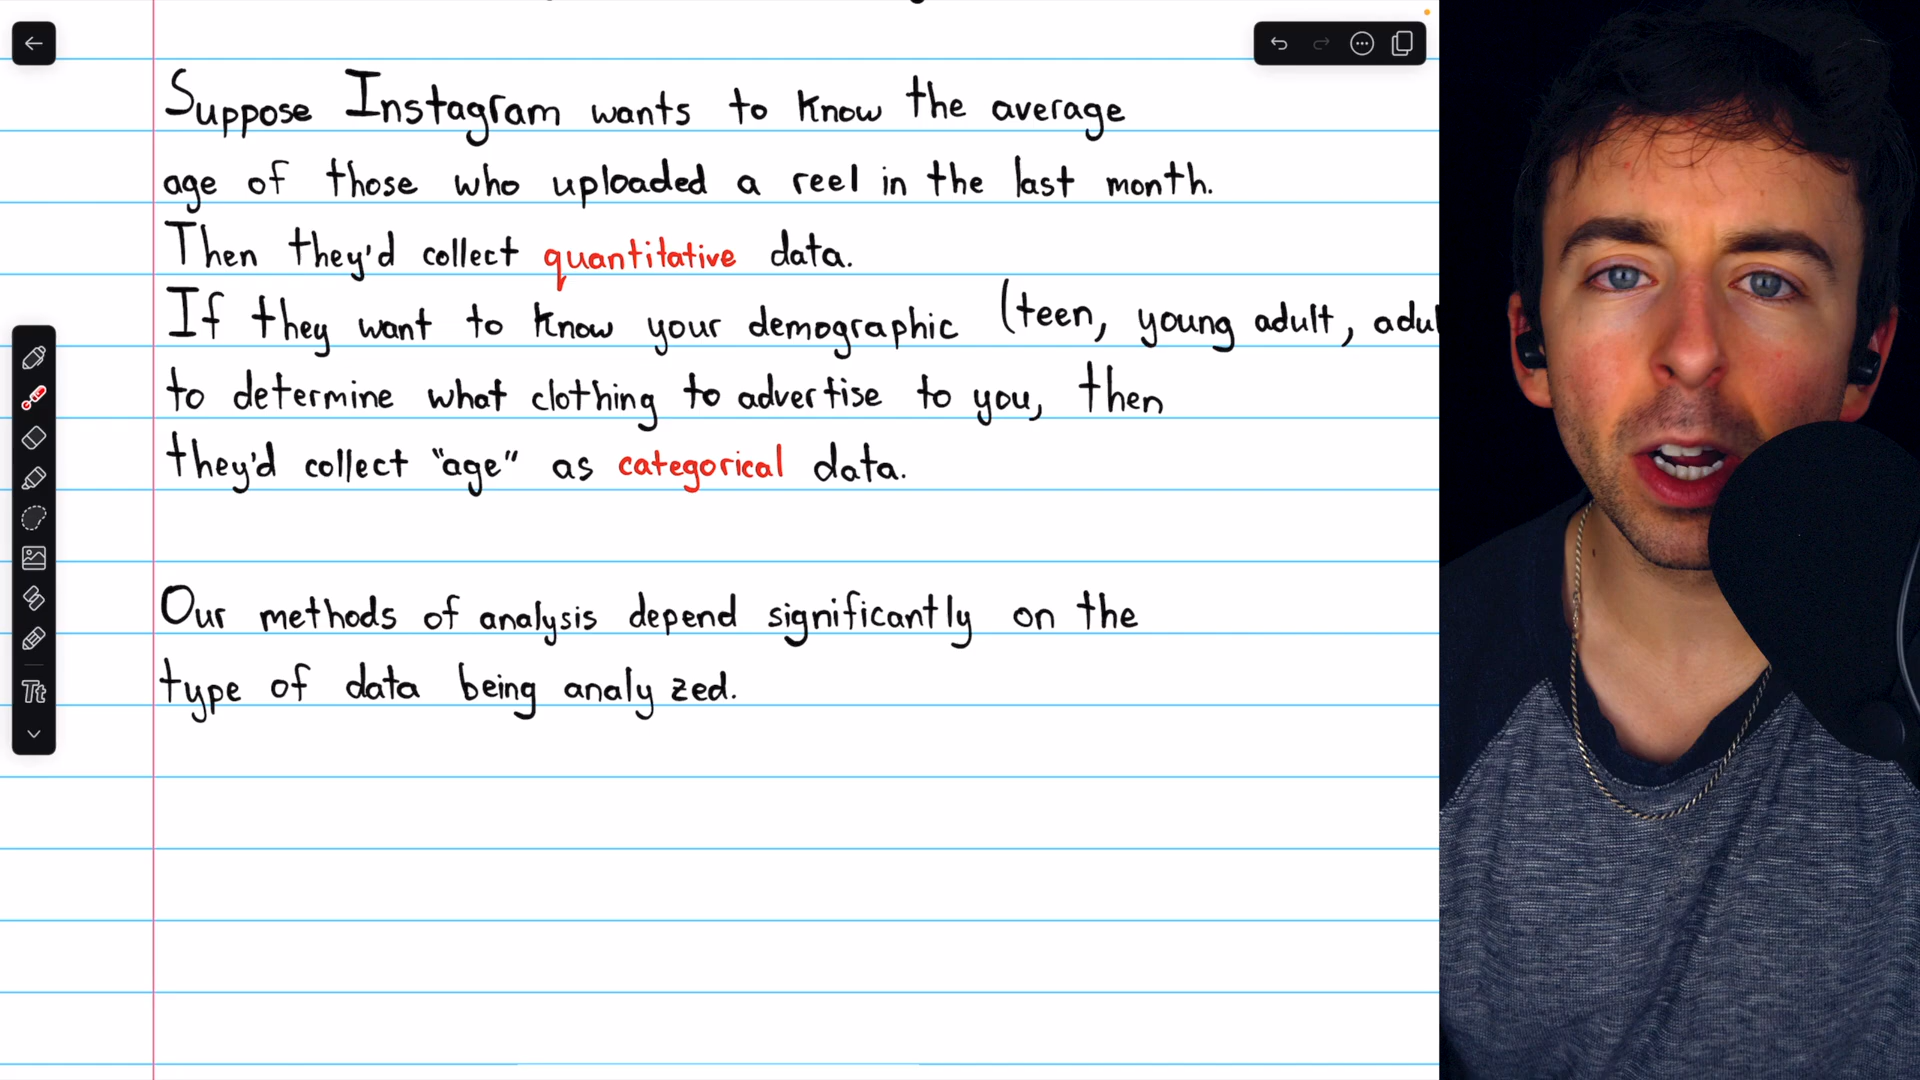 Suppose Instagram wants to know the average
age of those who uploaded a reel in the last month.
Then they'd collect quantitative data.
If they want to know your demographic (teen, young adult,
to determine what clothing to advertise to you, then
they'd collect "age" as categorical data.
Our methods of analysis depend significantly on the
type of data being analyzed.
Tt